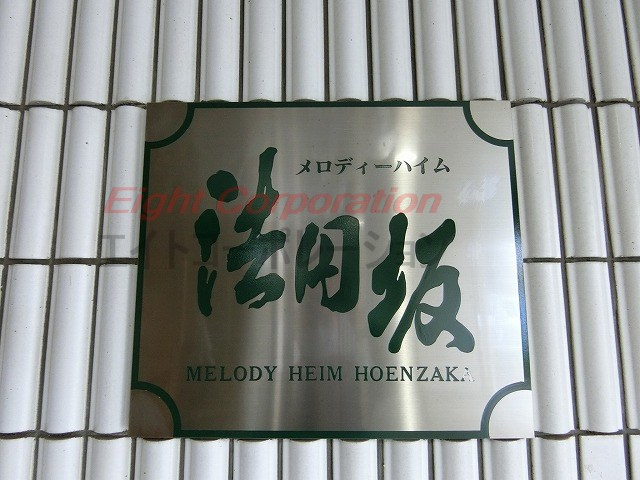 メロディーハイム
Eight Corporation
法円坂
エイトコーポレーション
MELODY HEIM HOENZAKA